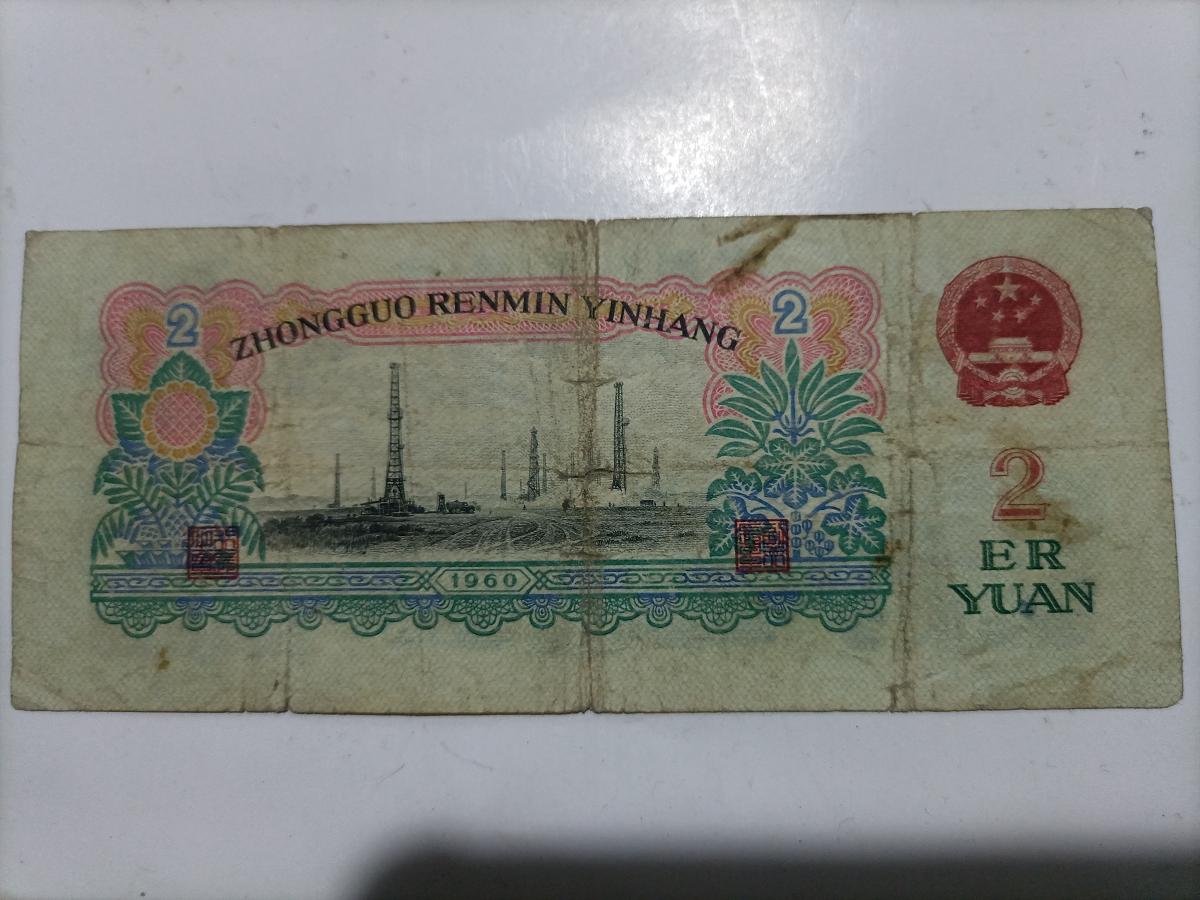 ZHONGGUO RENMIN YINHANG
2
2
2
ER
YUAN
1960